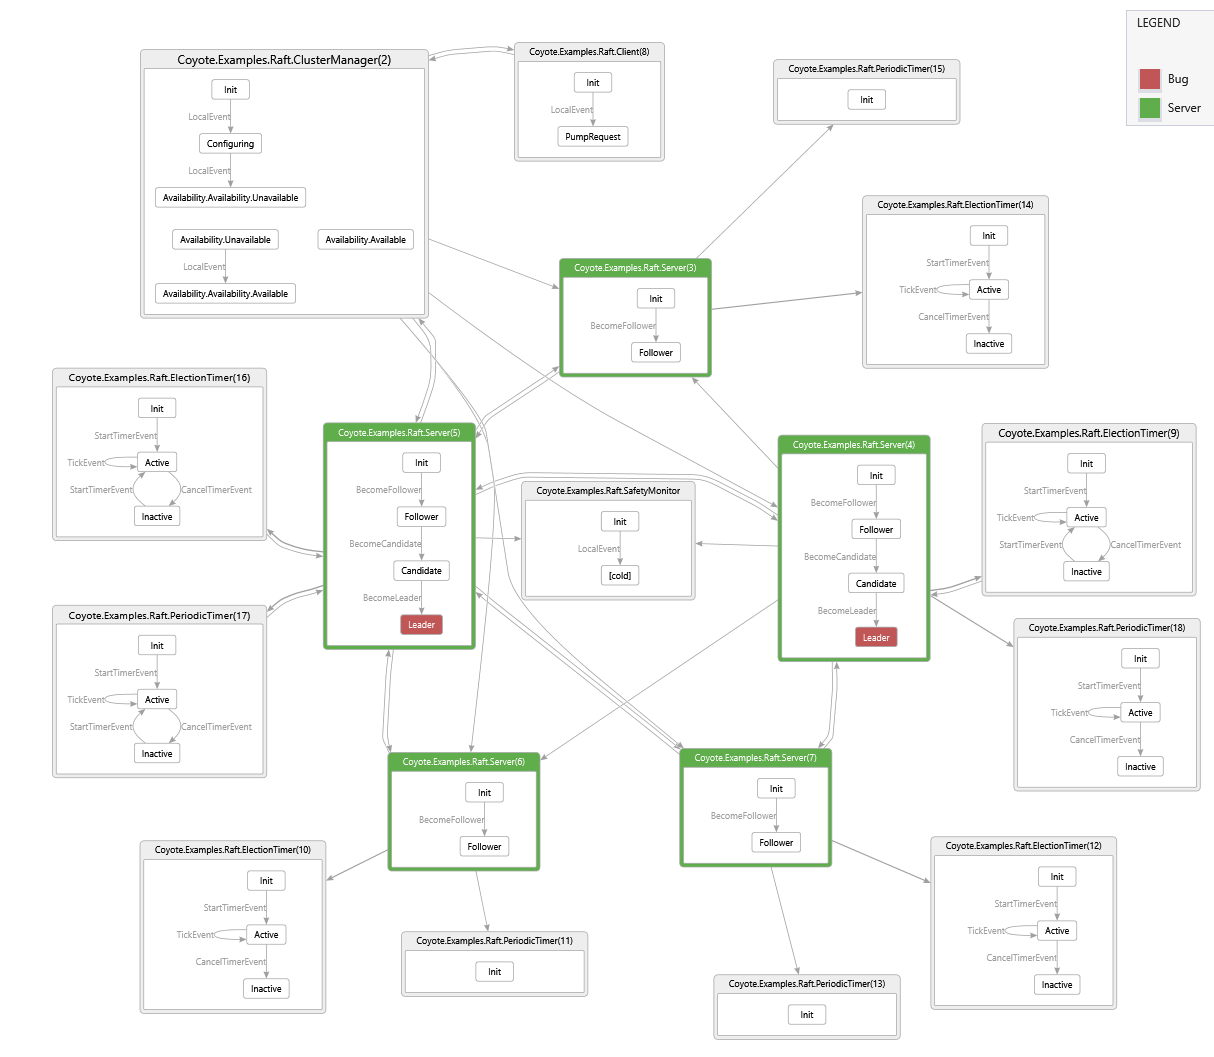 LEGEND
Bug
Server
Coyote.Examples.Raft.ClusterManager(2)
Init
LocalEvent
Configuring
LocalEvent
Availability.Availability.Unavailable
Availability.Unavailable
Availability.Available
LocalEvent
Availability.Availability.Available
Coyote.Examples.Raft.Client(8)
Init
LocalEvent
PumpRequest
Coyote.Examples.Raft.PeriodicTimer(15)
Init
Coyote.Examples.Raft.ElectionTimer(14)
Init
StartTimerEvent
TickEvent
Active
CancelTimerEvent
Inactive
Coyote.Examples.Raft.Server(3)
Init
BecomeFollower
Follower
Coyote.Examples.Raft.ElectionTimer(16)
Init
StartTimerEvent
TickEvent
Active
StartTimerEvent
CancelTimerEvent
Inactive
Coyote.Examples.Raft.Server(5)
Init
BecomeFollower
Follower
BecomeCandidate
Candidate
BecomeLeader
Leader
Coyote.Examples.Raft.SafetyMonitor
Init
LocalEvent
[cold]
Coyote.Examples.Raft.Server(4)
Init
BecomeFollower
Follower
BecomeCandidate
Candidate
BecomeLeader
Leader
Coyote.Examples.Raft.ElectionTimer(9)
Init
StartTimerEvent
TickEvent
Active
StartTimerEvent
CancelTimerEvent
Inactive
Coyote.Examples.Raft.PeriodicTimer(17)
Init
StartTimerEvent
TickEvent
Active
StartTimerEvent
CancelTimerEvent
Inactive
Coyote.Examples.Raft.PeriodicTimer(18)
Init
StartTimerEvent
TickEvent
Active
CancelTimerEvent
Inactive
Coyote.Examples.Raft.Server(6)
Init
BecomeFollower
Follower
Coyote.Examples.Raft.Server(7)
Init
BecomeFollower
Follower
Coyote.Examples.Raft.ElectionTimer(10)
Init
StartTimerEvent
TickEvent
Active
CancelTimerEvent
Inactive
Coyote.Examples.Raft.PeriodicTimer(11)
Init
Coyote.Examples.Raft.PeriodicTimer(13)
Init
Coyote.Examples.Raft.ElectionTimer(12)
Init
StartTimerEvent
TickEvent
Active
CancelTimerEvent
Inactive